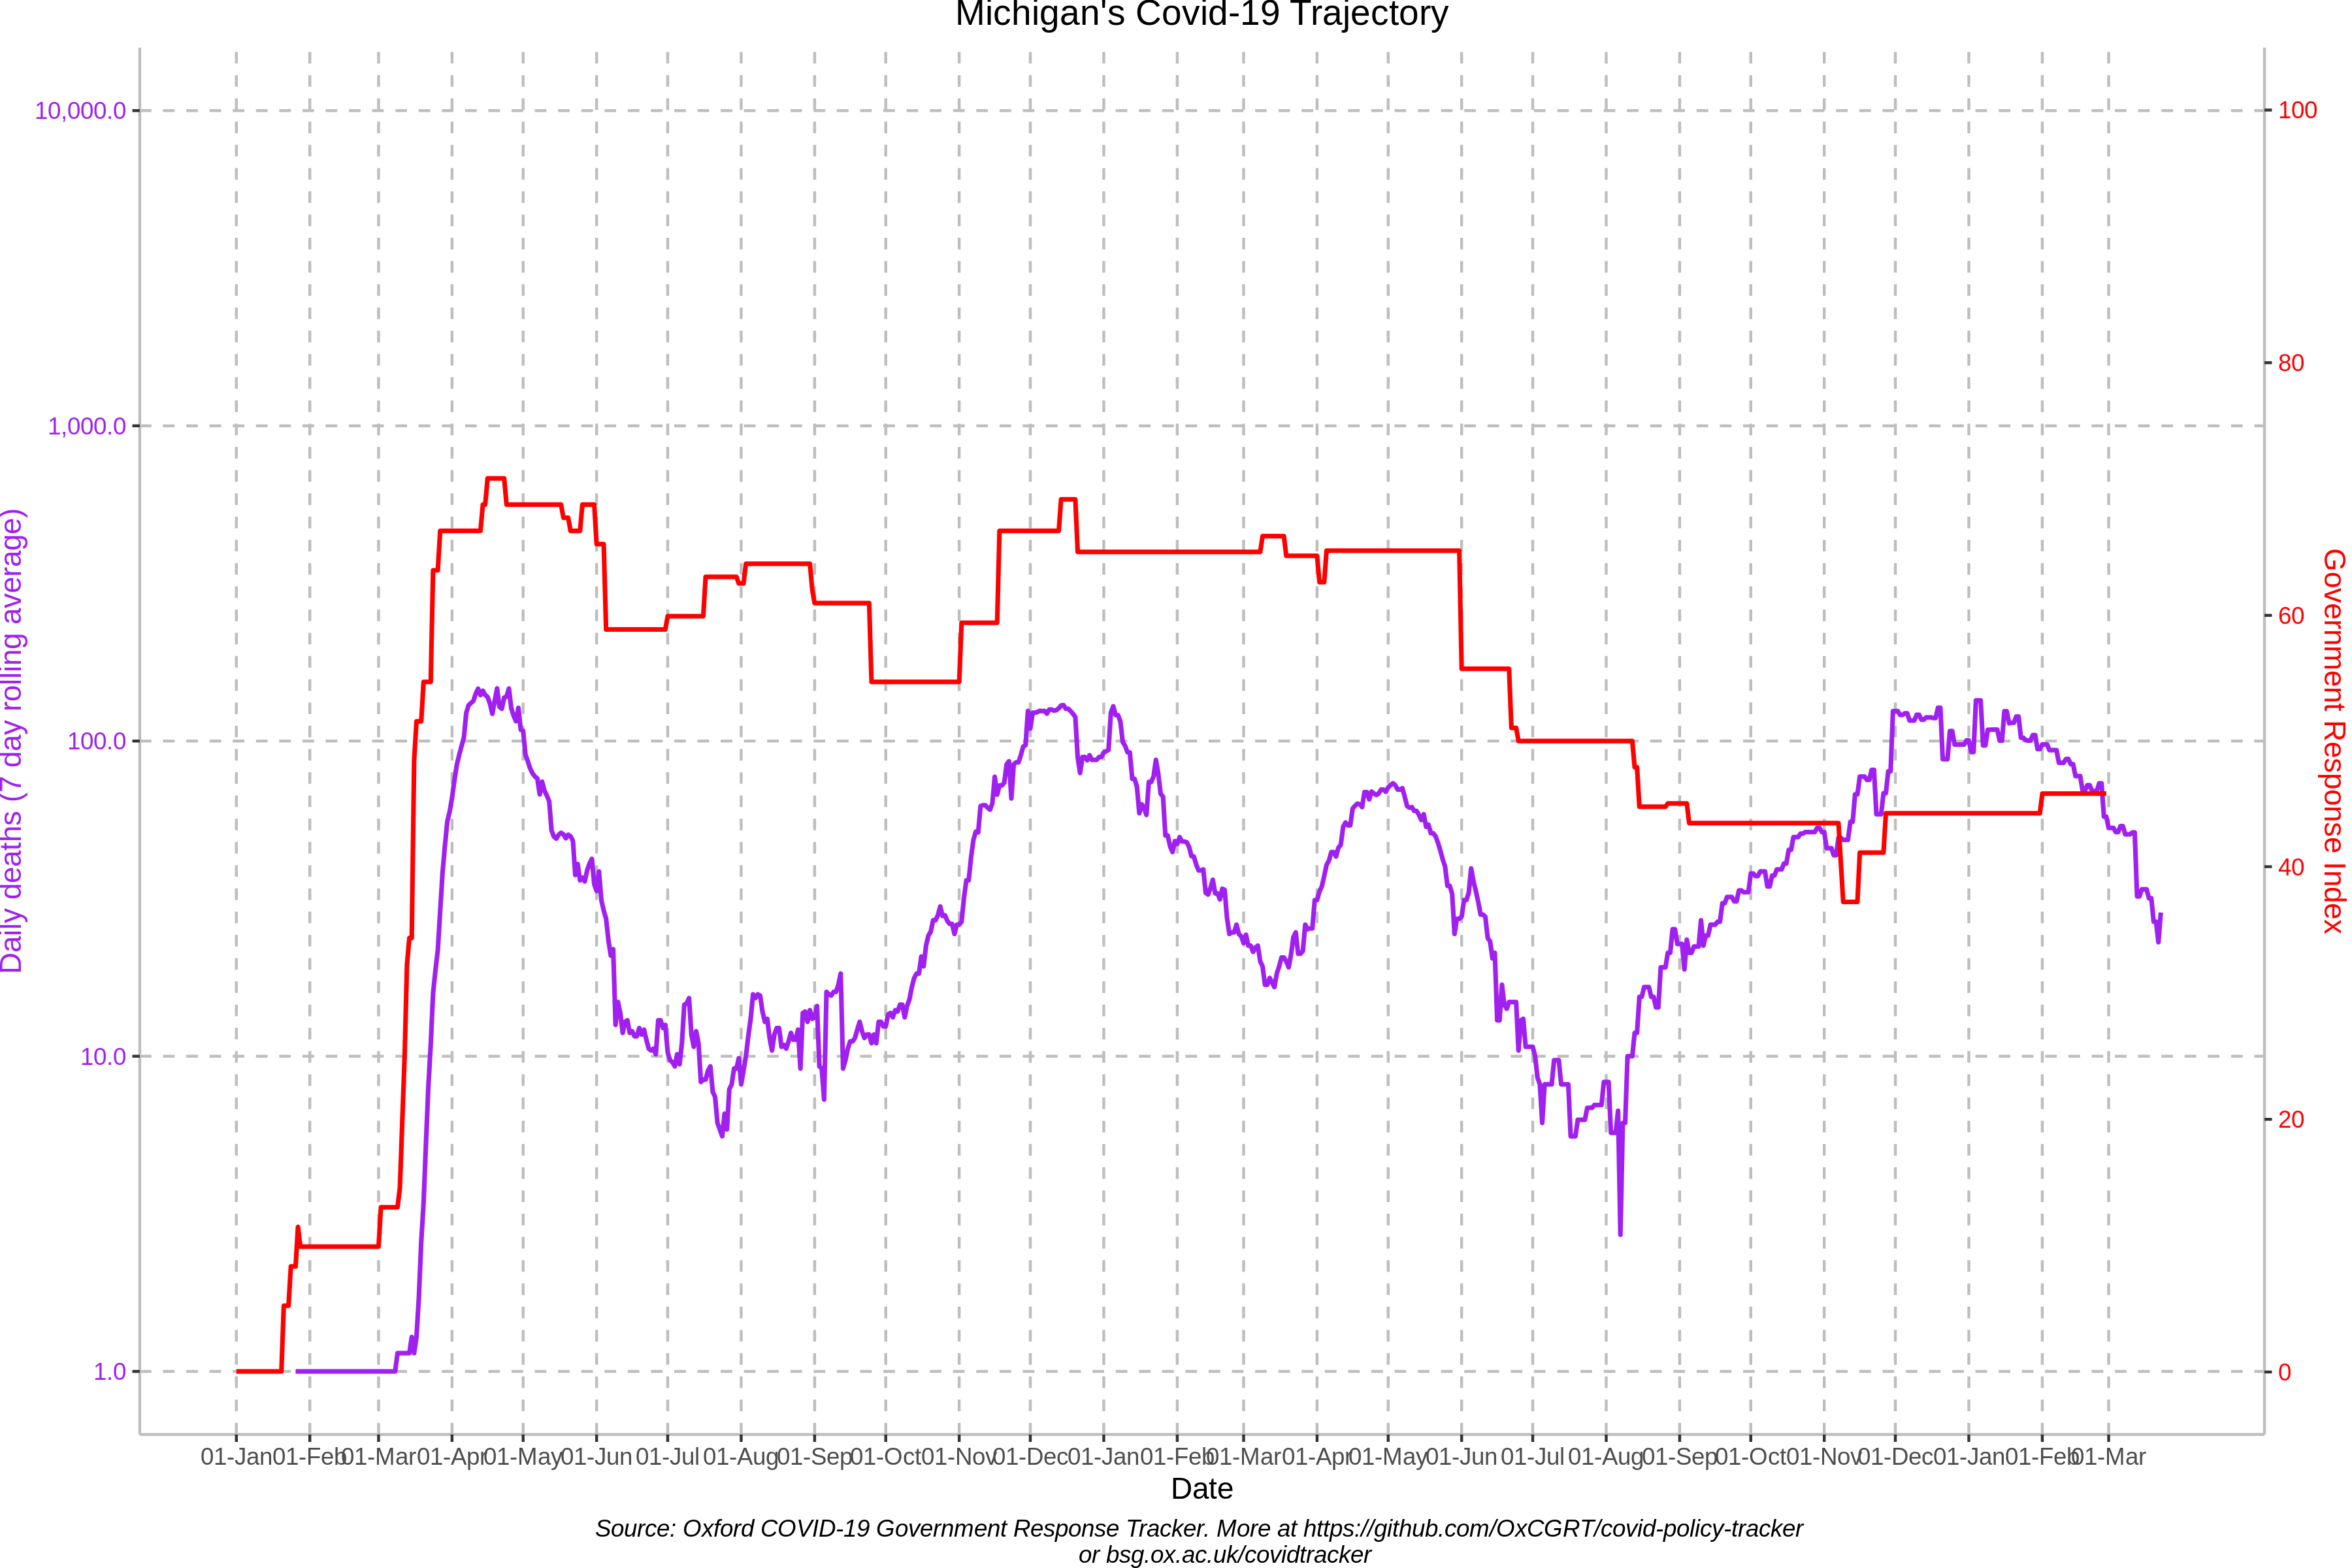 Michigan's Covid-19 Trajectory
10,000.0
1,000.0
100.0
10.0
1.0
Daily deaths (7 day rolling average)
100
80
60
40
20
0
Government Response Index
01-Jan 01-Feb 01-Mar 01-Apr 01-May 01-Jun 01-Jul 01-Aug 01-Sep 01-Oct 01-Nov 01-Dec 01-Jan 01-Feb 01-Mar 01-Apr 01-May 01-Jun 01-Jul 01-Aug 01-Sep 01-Oct 01-Nov 01-Dec 01-Jan 01-Feb 01-Mar
Date
Source: Oxford COVID-19 Government Response Tracker. More at https://github.com/OxCGRT/covid-policy-tracker
or bsg.ox.ac.uk/covidtracker